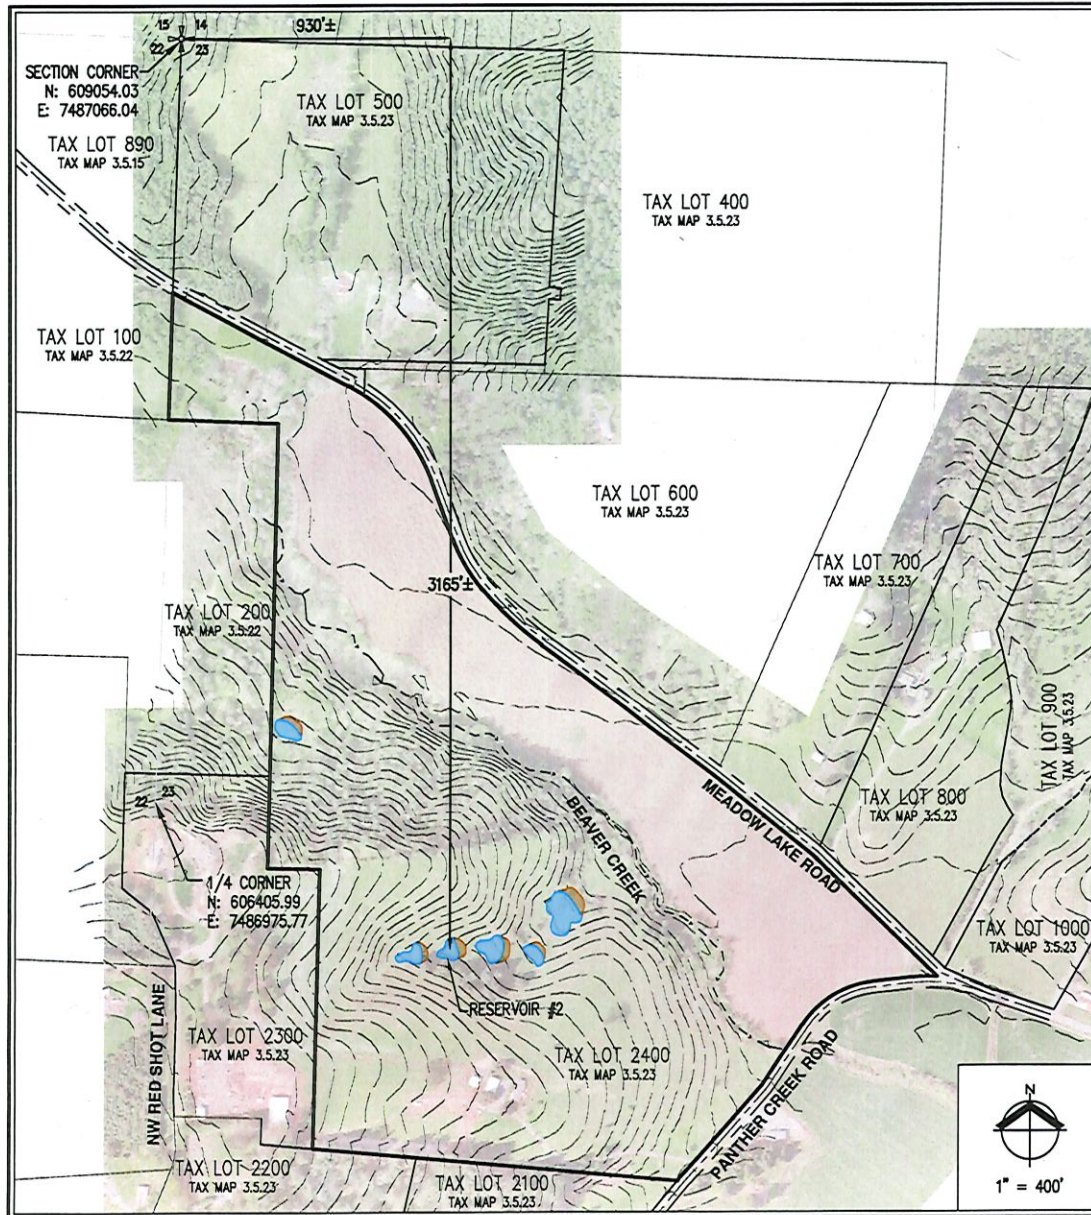 15 14
22 23
930'±
SECTION CORNER
N: 609054.03
E: 7487066.04
TAX LOT 500
TAX MAP 3.5.23
TAX LOT 890
TAX MAP 3.5.15
TAX LOT 400
TAX MAP 3.5.23
TAX LOT 100
TAX MAP 3.5.22
TAX LOT 600
TAX MAP 3.5.23
TAX LOT 700
TAX MAP 3.5.23
3165'±
TAX LOT 200
TAX MAP 3.5.22
TAX LOT 900
TAX MAP 3.5.23
22 23
MEADOW LAKE ROAD
TAX LOT 800
TAX MAP 3.5.23
BEAVER CREEK
1/4 CORNER
N: 606405.99
E: 7486975.77
TAX LOT 1000
TAX MAP 3.5.23
RESERVOIR #2
NW RED SHOT LANE
TAX LOT 2300
TAX MAP 3.5.23
TAX LOT 2400
TAX MAP 3.5.23
PANTHER CREEK ROAD
N
1" = 400'
TAX LOT 2200
TAX MAP 3.5.23
TAX LOT 2100
TAX MAP 3.5.23